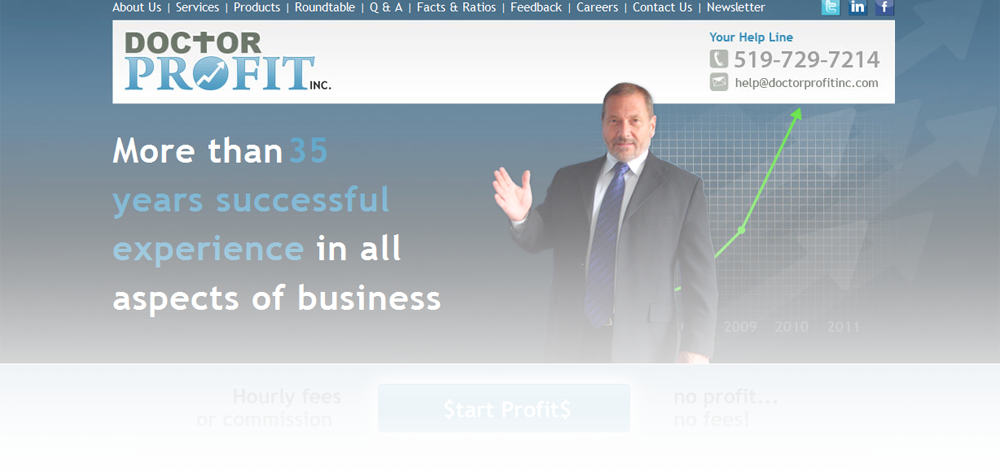 About Us | Services | Products | Roundtable | Q & A | Facts & Ratios | Feedback | Careers | Contact Us | Newsletter
DOCTOR
PROFIT INC.
Your Help Line
519-729-7214
help@doctorprofitinc.com
More than 35
years successful
experience in all
aspects of business
2009 2010 2011
Hourly fees
or commission
$tart Profit$
no profit...
no fees!